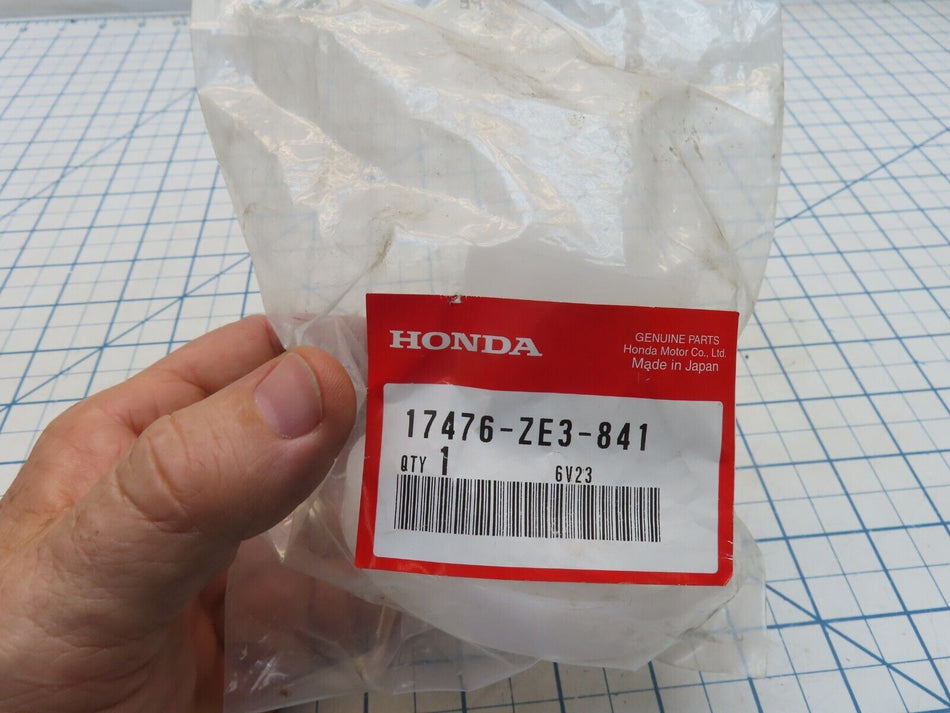 HONDA
GENUINE PARTS
Honda Motor Co., Ltd.
Made in Japan
17476-ZE3-841
QTY 1 6V23